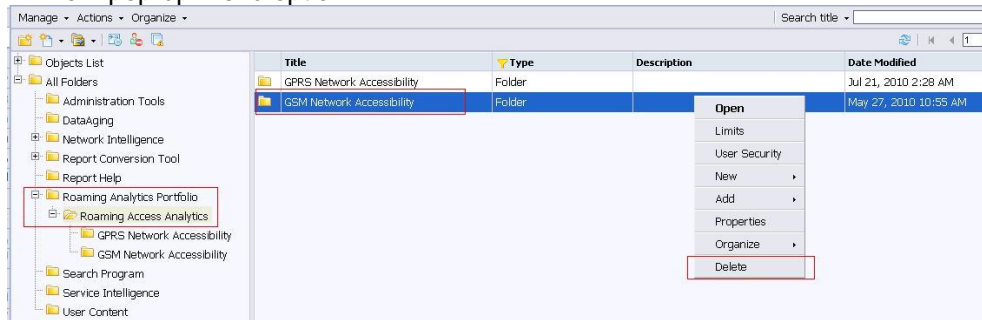 Manage Actions Organize Search title
1
Objects List
All Folders
Administration Tools
DataAging
Network Intelligence
Report Conversion Tool
Report Help
Roaming Analytics Portfolio
Roaming Access Analytics
GPRS Network Accessibility
GSM Network Accessibility
Search Program
Service Intelligence
User Content
Title Type Description Date Modified
GPRS Network Accessibility Folder Jul 21, 2010 2:28 AM
GSM Network Accessibility Folder May 27, 2010 10:55 AM
Open
Limits
User Security
New
Add
Properties
Organize
Delete